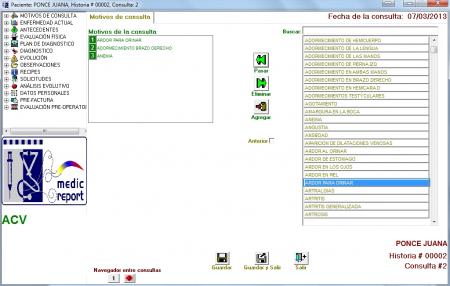 Paciente: PONCE JUANA, Historia # 00002, Consulta: 2
MOTIVOS DE CONSULTA
ENFERMEDAD ACTUAL
ANTECEDENTES
EVALUACIÓN FÍSICA
PLAN DE DIAGNOSTICO
DIAGNOSTICO
EVOLUCIÓN
OBSERVACIONES
RECIPES
SOLICITUDES
ANALISIS EVOLUTIVO
DATOS PERSONALES
PRE-FACTURA
EVALUACIÓN PRE-OPERATOR
medic
report
ACV
Motivos de consulta
Fecha de la consulta: 07/03/2013
Motivos de la consulta
1 ARDOR PARA ORINAR
2 ADORMECIMIENTO BRAZO DERECHO
3 ANEMIA
Pasar
Eliminar
Agregar
Anterior
Buscar:
ADORMECIMIENTO DE HEMICUERPO
ADORMECIMIENTO DE LA LENGUA
ADORMECIMIENTO DE LAS MANOS
ADORMECIMIENTO DE PIERNA IZQ
ADORMECIMIENTO EN AMBAS MANOS
ADORMECIMIENTO EN BRAZO DERECHO
ADORMECIMIENTO EN HEMICARA D
ADORMECIMIENTOS TESTYCULARES
AGOTAMIENTO
AMARGURA EN LA BOCA
ANEMIA
ANGUSTIA
ANSIEDAD
APARICION DE DILATACIONES VENOSAS
ARDOR AL ORINAR
ARDOR DE ESTOMAGO
ARDOR EN LOS OJOS
ARDOR EN PIEL
ARDOR PARA ORINAR
ARTRALGIAS
ARTRITIS
ARTRITIS GENERALIZADA
ARTROSIS
PONCE JUANA
Historia # 00002
Consulta #2
Guardar
Guardar y Salir
Salir
Navegador entre consultas
1